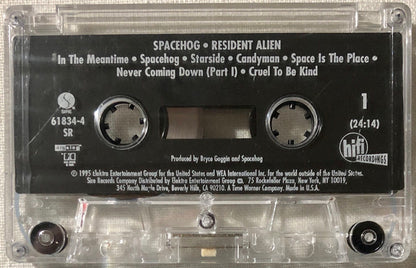 SPACEHOG • RESIDENT ALIEN
In The Meantime • Spacehog • Starside • Candyman • Space Is The Place •
Never Coming Down (Part I) • Cruel To Be Kind
SIRE
61834-4
SR
1
(24:14)
hifi
RECORDINGS
Produced by Bryce Goggin and Spacehog
℗ 1995 Elektra Entertainment Group for the United States and WEA International Inc. for the world outside of the United States.
Sire Records Company Distributed by Elektra Entertainment Group, 75 Rockefeller Plaza, New York, NY 10019,
345 North Maple Drive, Beverly Hills, CA 90210. A Time Warner Company. Made in U.S.A.